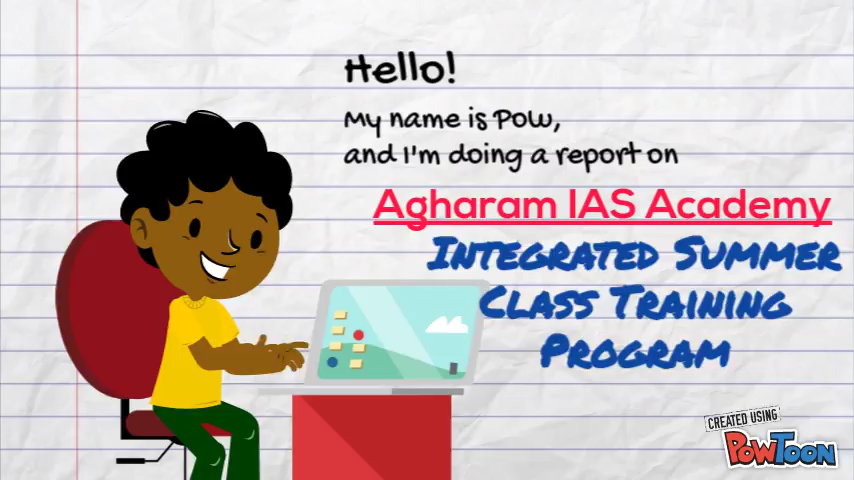 Hello!
My name is Pow,
and I'm doing a report on
Agharam IAS Academy
Integrated Summer
Class Training
Program
CREATED USING
PowToon